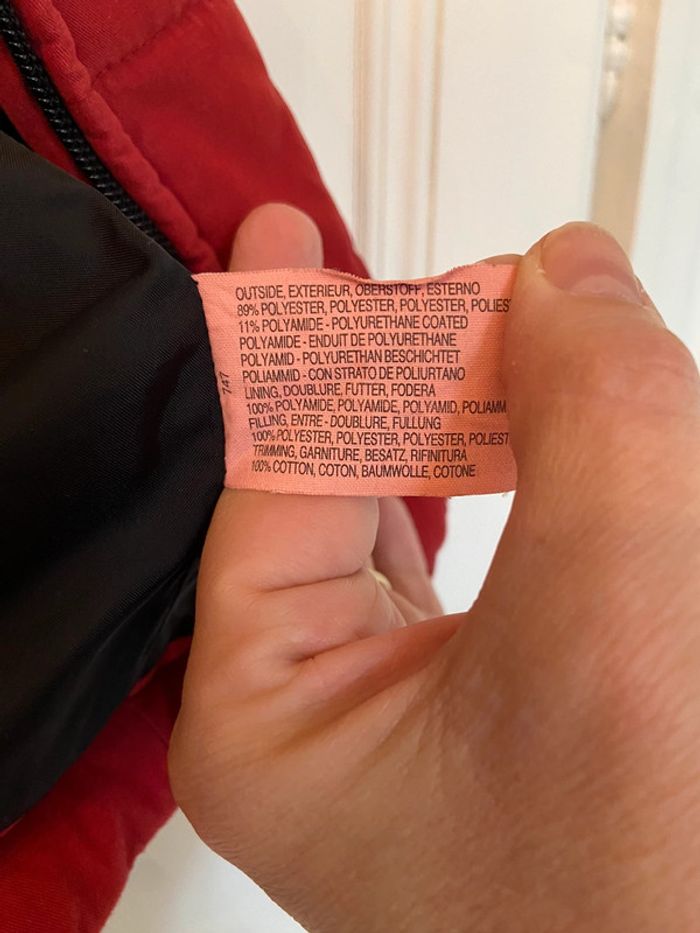 OUTSIDE, EXTERIEUR, OBERSTOFF, ESTERNO
89% POLYESTER, POLYESTER, POLYESTER, POLIES
11% POLYAMIDE - POLYURETHANE COATED
POLYAMIDE - ENDUIT DE POLYURETHANE
POLYAMID - POLYURETHAN BESCHICHTET
POLIAMMID - CON STRATO DE POLIURTANO
LINING, DOUBLURE, FUTTER, FODERA
100% POLYAMIDE, POLYAMIDE, POLYAMID, POLIAMM
FILLING, ENTRE - DOUBLURE, FULLUNG
100% POLYESTER, POLYESTER, POLYESTER, POLIEST
TRIMMING, GARNITURE, BESATZ, RIFINITURA
100% COTTON, COTON, BAUMWOLLE, COTONE
747